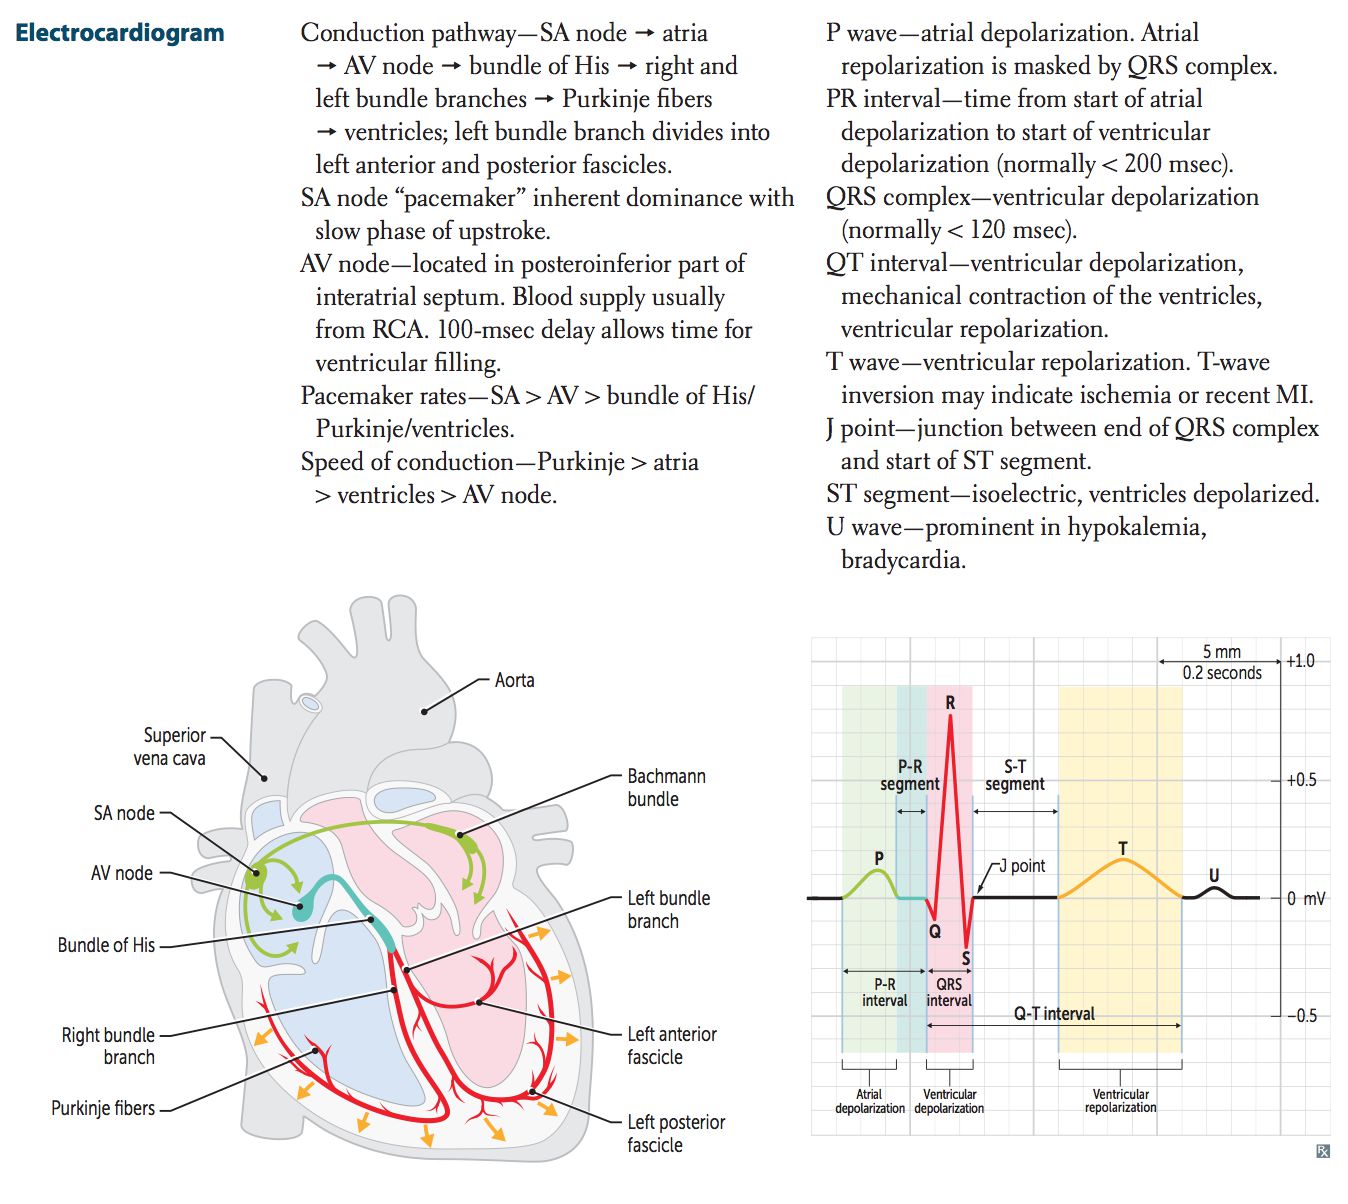 Electrocardiogram
Conduction pathway—SA node → atria
→ AV node → bundle of His → right and
left bundle branches → Purkinje fibers
→ ventricles; left bundle branch divides into
left anterior and posterior fascicles.
SA node “pacemaker” inherent dominance with
slow phase of upstroke.
AV node—located in posteroinferior part of
interatrial septum. Blood supply usually
from RCA. 100-msec delay allows time for
ventricular filling.
Pacemaker rates—SA > AV > bundle of His/
Purkinje/ventricles.
Speed of conduction—Purkinje > atria
> ventricles > AV node.
P wave—atrial depolarization. Atrial
repolarization is masked by QRS complex.
PR interval—time from start of atrial
depolarization to start of ventricular
depolarization (normally < 200 msec).
QRS complex—ventricular depolarization
(normally < 120 msec).
QT interval—ventricular depolarization,
mechanical contraction of the ventricles,
ventricular repolarization.
T wave—ventricular repolarization. T-wave
inversion may indicate ischemia or recent MI.
J point—junction between end of QRS complex
and start of ST segment.
ST segment—isoelectric, ventricles depolarized.
U wave—prominent in hypokalemia,
bradycardia.
Aorta
Superior
vena cava
SA node
AV node
Bundle of His
Right bundle
branch
Purkinje fibers
Bachmann
bundle
Left bundle
branch
Left anterior
fascicle
Left posterior
fascicle
5 mm
0.2 seconds
+1.0
+0.5
0 mV
–0.5
R
P-R
segment
S-T
segment
P
J point
T
U
Q
S
P-R
interval
QRS
interval
Q-T interval
Atrial
depolarization
Ventricular
depolarization
Ventricular
repolarization
Rx